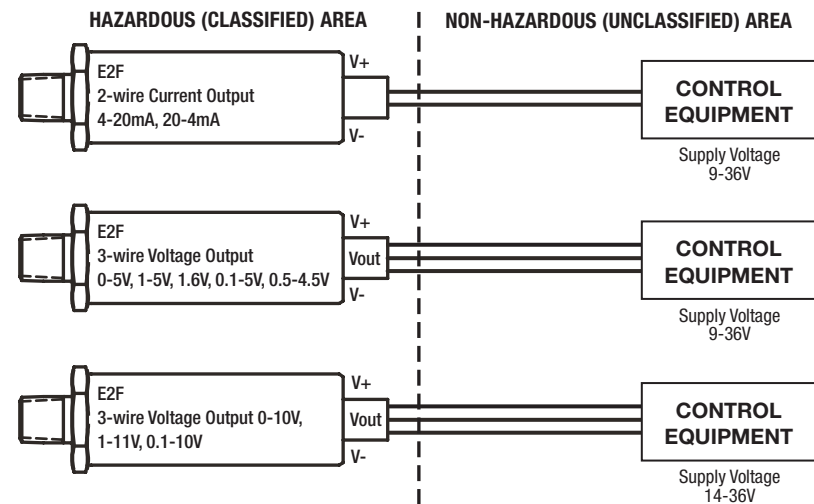 HAZARDOUS (CLASSIFIED) AREA
NON-HAZARDOUS (UNCLASSIFIED) AREA
E2F
2-wire Current Output
4-20mA, 20-4mA
V+
V-
CONTROL
EQUIPMENT
Supply Voltage
9-36V
E2F
3-wire Voltage Output
0-5V, 1-5V, 1.6V, 0.1-5V, 0.5-4.5V
V+
Vout
V-
CONTROL
EQUIPMENT
Supply Voltage
9-36V
E2F
3-wire Voltage Output 0-10V,
1-11V, 0.1-10V
V+
Vout
V-
CONTROL
EQUIPMENT
Supply Voltage
14-36V